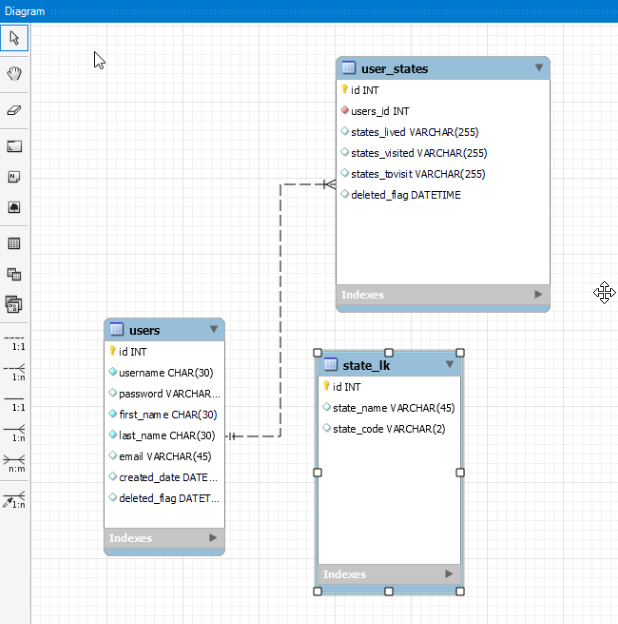 Diagram
user_states
id INT
users_id INT
states_lived VARCHAR(255)
states_visited VARCHAR(255)
states_tovisit VARCHAR(255)
deleted_flag DATETIME
Indexes
users
id INT
username CHAR(30)
password VARCHAR...
first_name CHAR(30)
last_name CHAR(30)
email VARCHAR(45)
created_date DATE...
deleted_flag DATET...
Indexes
state_lk
id INT
state_name VARCHAR(45)
state_code VARCHAR(2)
Indexes
1:1
1:n
1:1
1:n
n:m
1:n